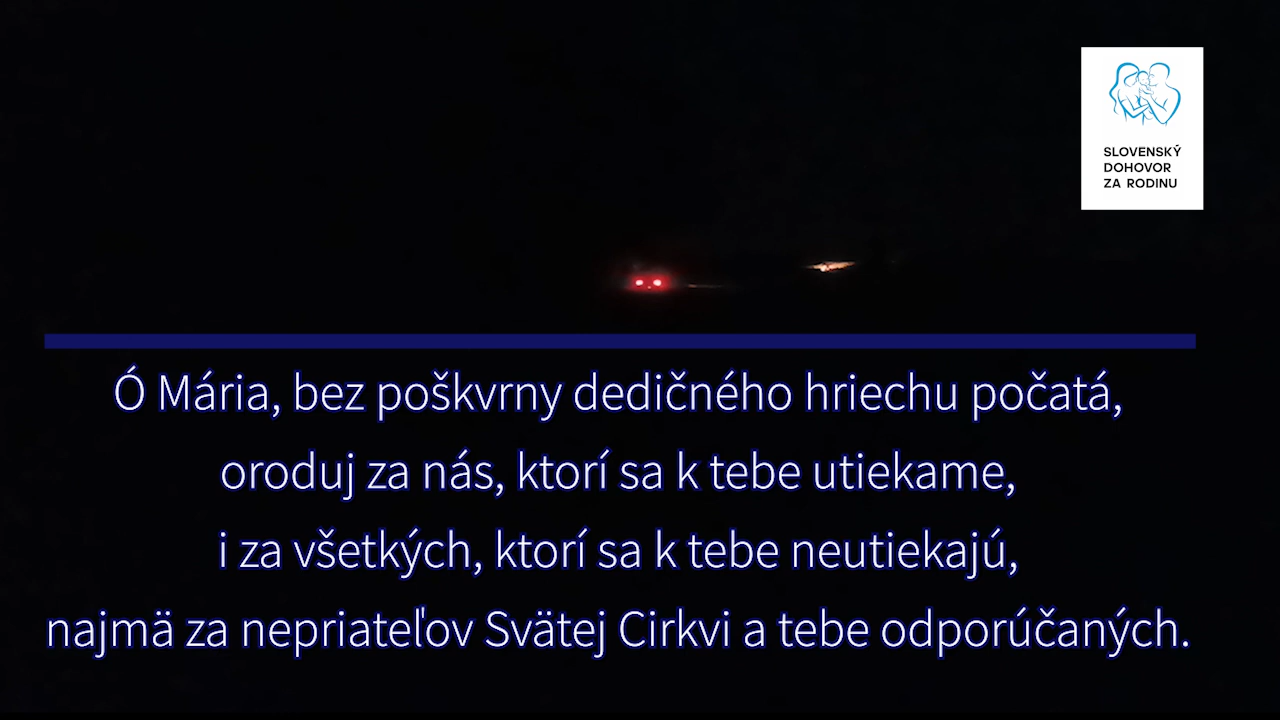 SLOVENSKÝ
DOHOVOR
ZA RODINU
Ó Mária, bez poškvrny dedičného hriechu počatá,
oroduj za nás, ktorí sa k tebe utiekame,
i za všetkých, ktorí sa k tebe neutiekajú,
najmä za nepriateľov Svätej Cirkvi a tebe odporúčaných.